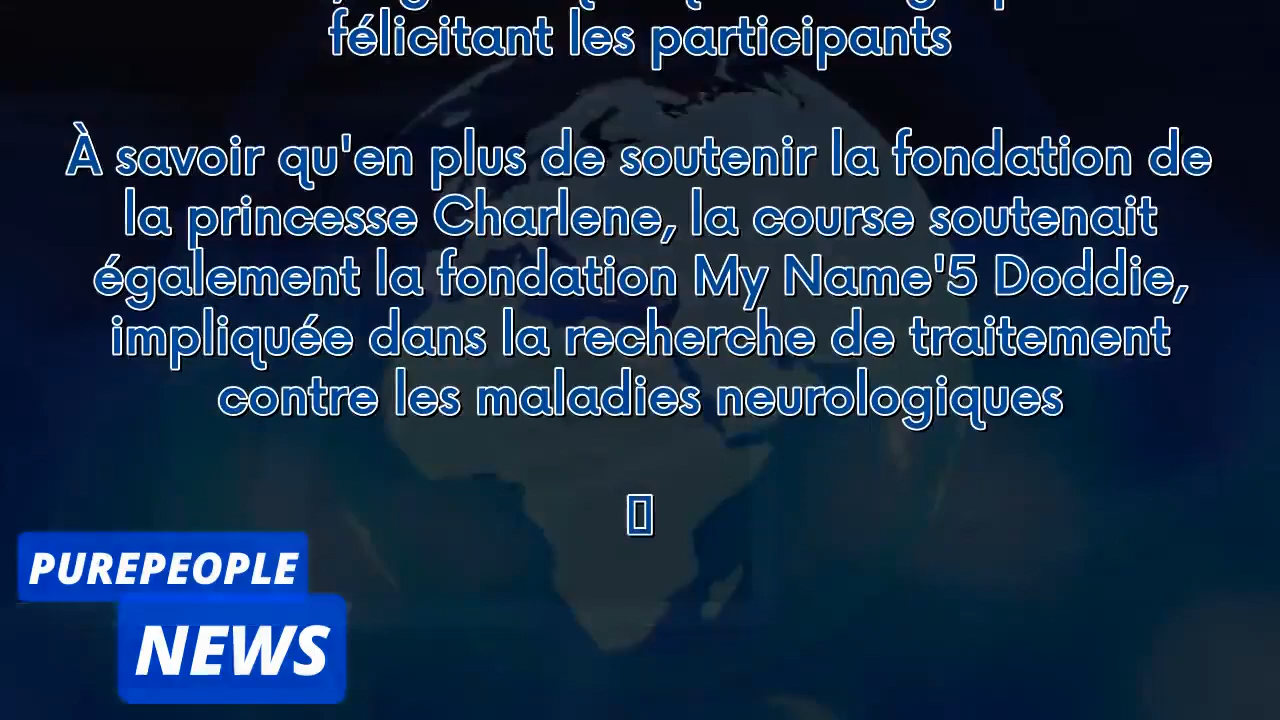 félicitant les participants
À savoir qu'en plus de soutenir la fondation de
la princesse Charlene, la course soutenait
également la fondation My Name'5 Doddie,
impliquée dans la recherche de traitement
contre les maladies neurologiques
PUREPEOPLE
NEWS